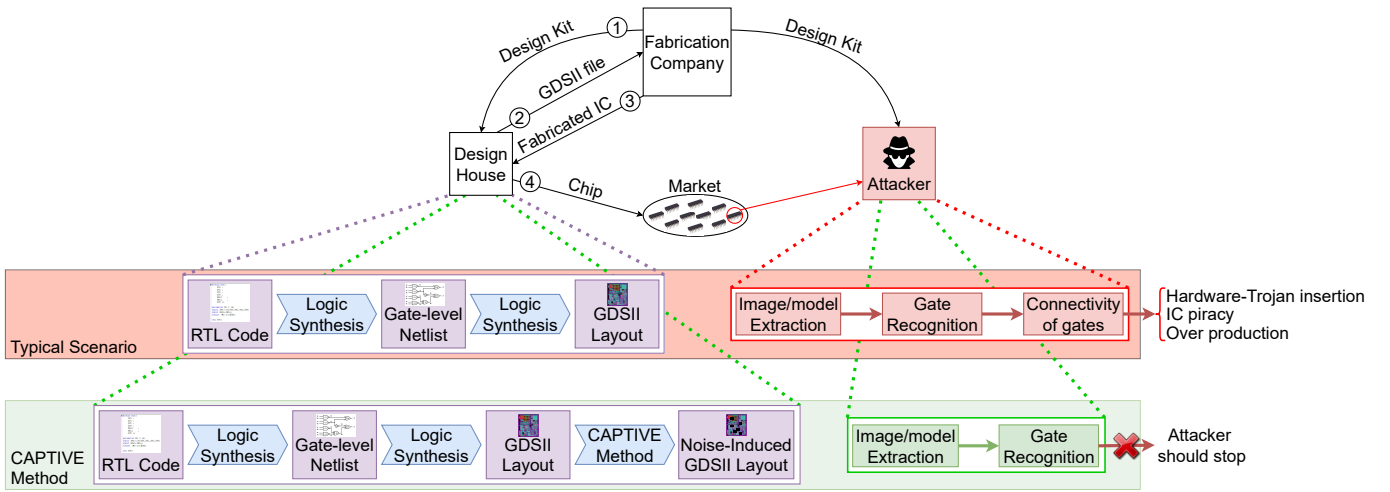 Design Kit
1
Fabrication
Company
Design Kit
GDSII file
2
3
Fabricated IC
Design
House
4
Chip
Market
Attacker
Typical Scenario
RTL Code
Logic
Synthesis
Gate-level
Netlist
Logic
Synthesis
GDSII
Layout
Image/model
Extraction
Gate
Recognition
Connectivity
of gates
Hardware-Trojan insertion
IC piracy
Over production
CAPTIVE
Method
RTL Code
Logic
Synthesis
Gate-level
Netlist
Logic
Synthesis
GDSII
Layout
CAPTIVE
Method
Noise-Induced
GDSII Layout
Image/model
Extraction
Gate
Recognition
Attacker
should stop